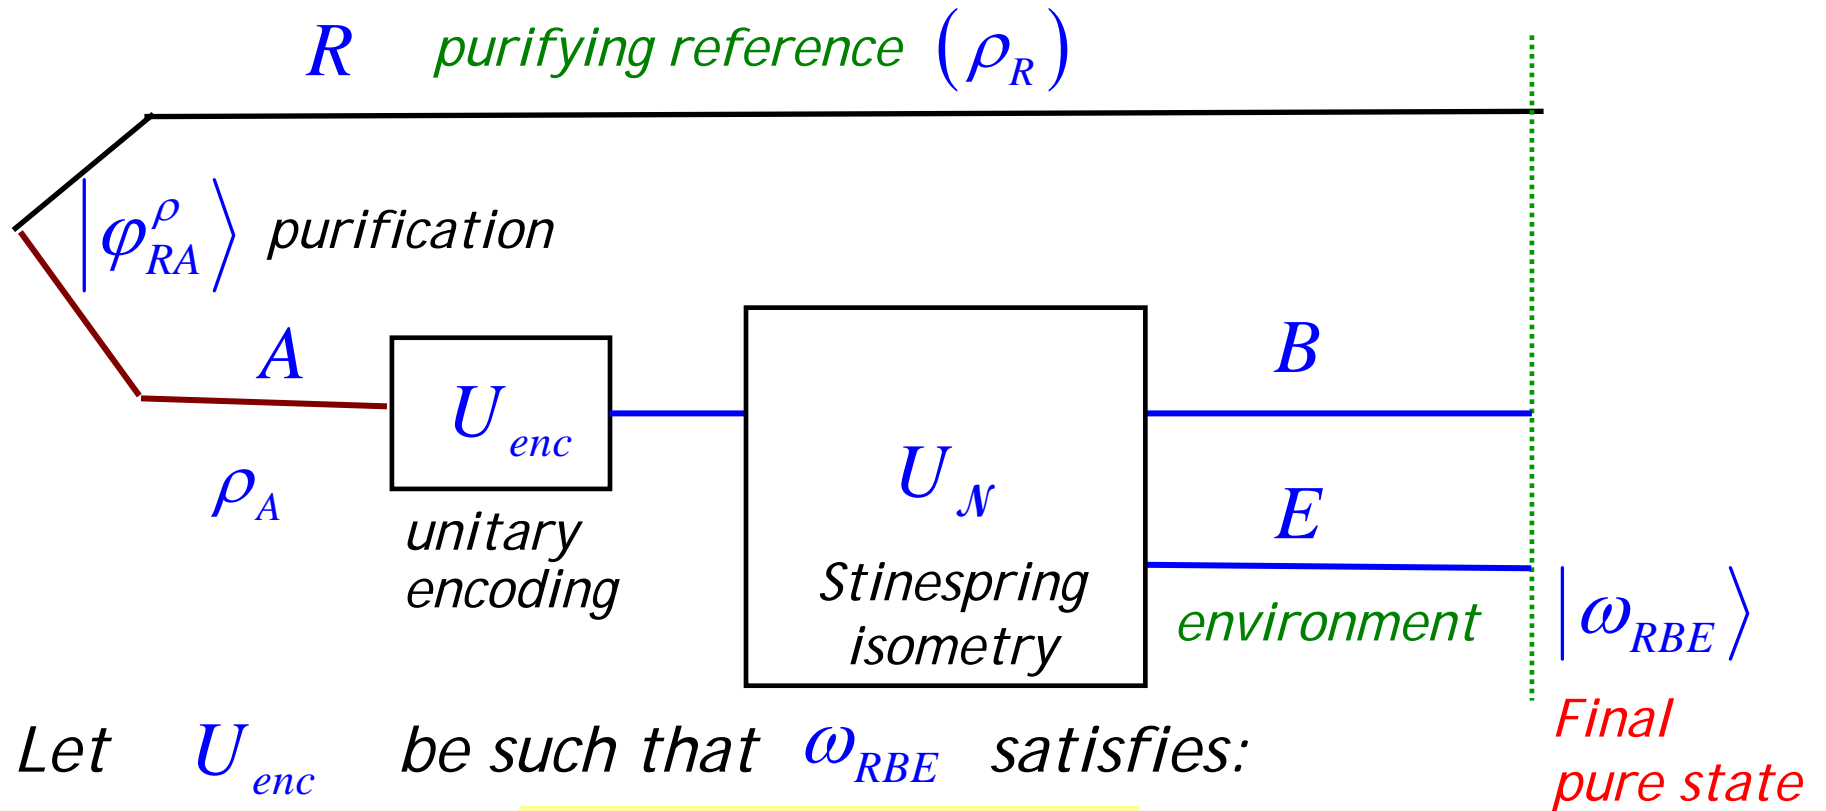 R purifying reference (ρ_R)
|φ^ρ_RA⟩ purification
A
ρ_A
U_enc
unitary
encoding
U_𝒩
Stinespring
isometry
B
E
environment
|ω_RBE⟩
Final
pure state
Let U_enc be such that ω_RBE satisfies: